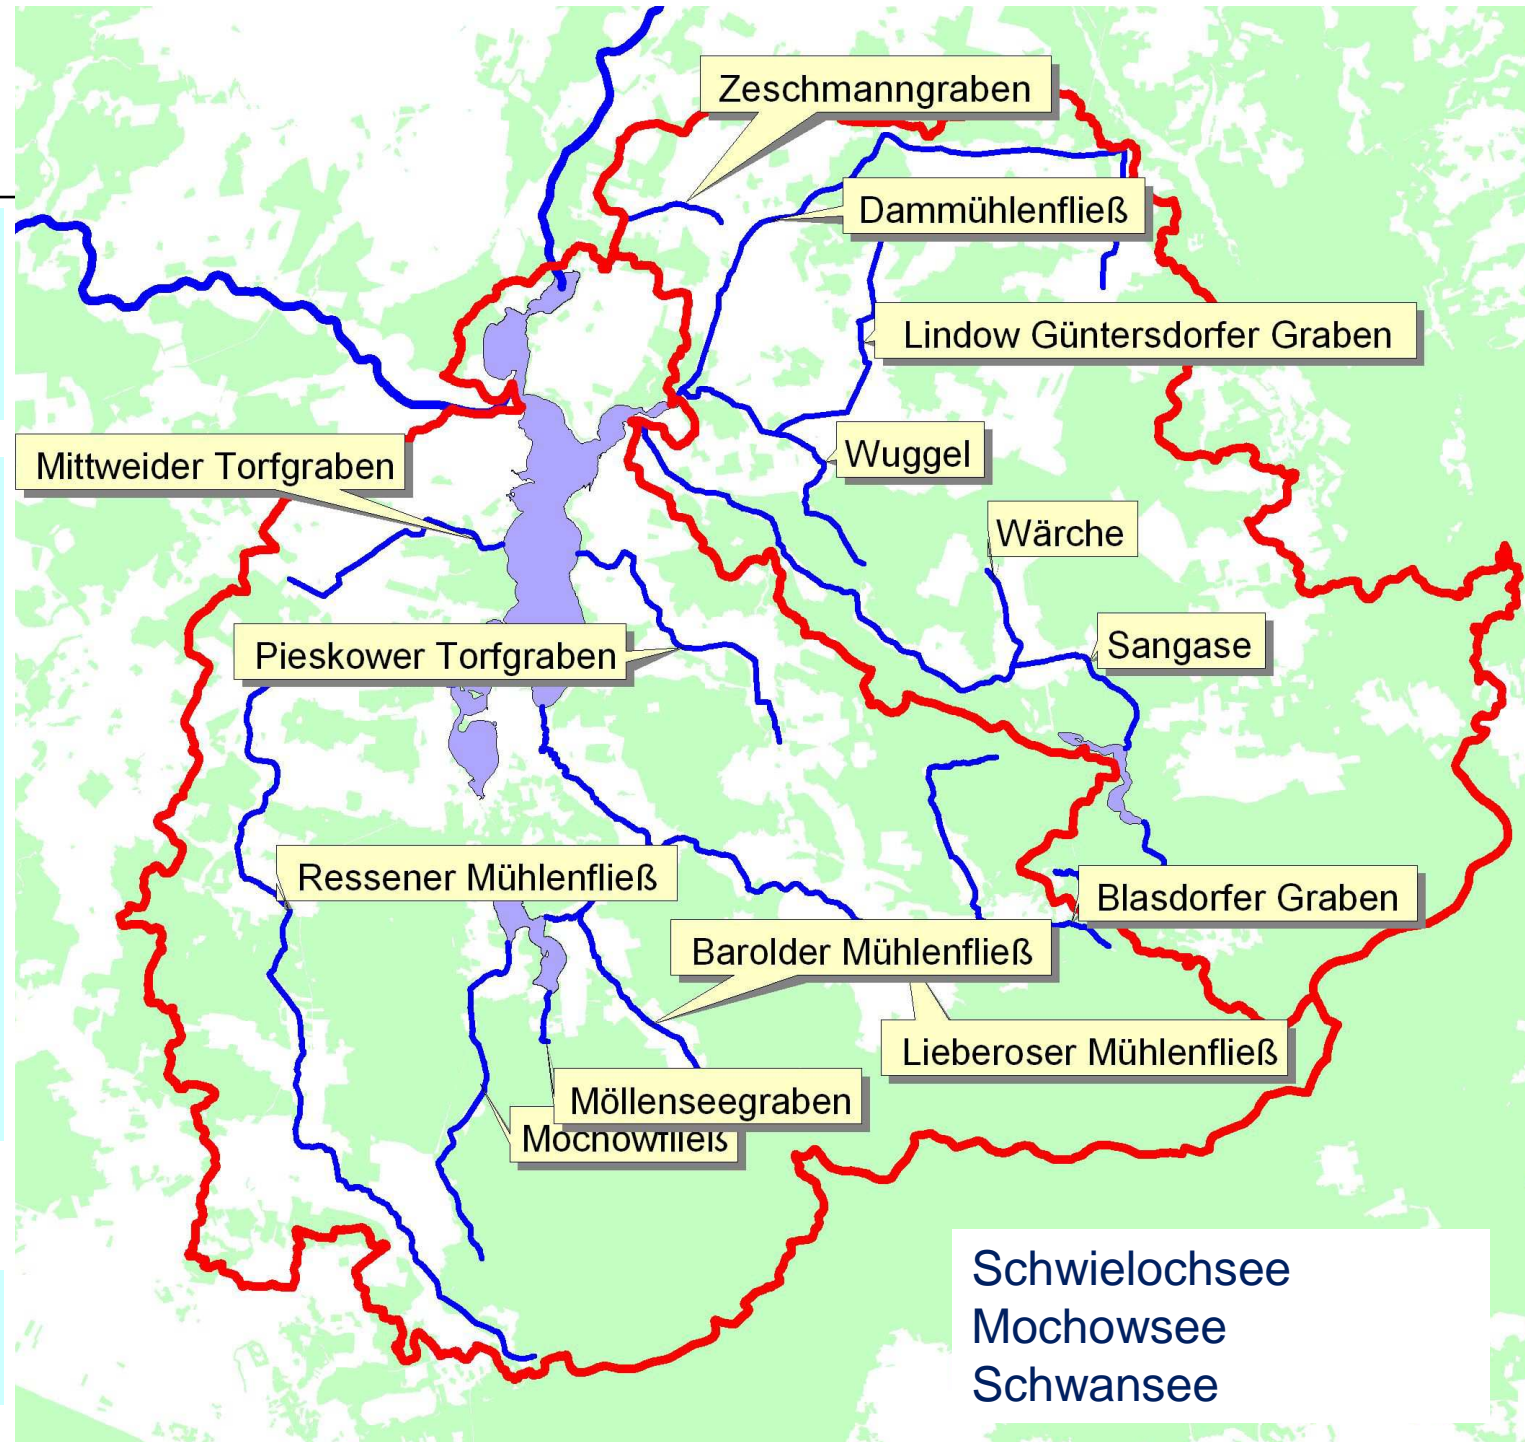 Zeschmanngraben
Dammühlenfließ
Lindow Güntersdorfer Graben
Wuggel
Mittweider Torfgraben
Wärche
Sangase
Pieskower Torfgraben
Ressener Mühlenfließ
Blasdorfer Graben
Barolder Mühlenfließ
Lieberoser Mühlenfließ
Möllenseegraben
Mochowfließ
Schwielochsee
Mochowsee
Schwansee